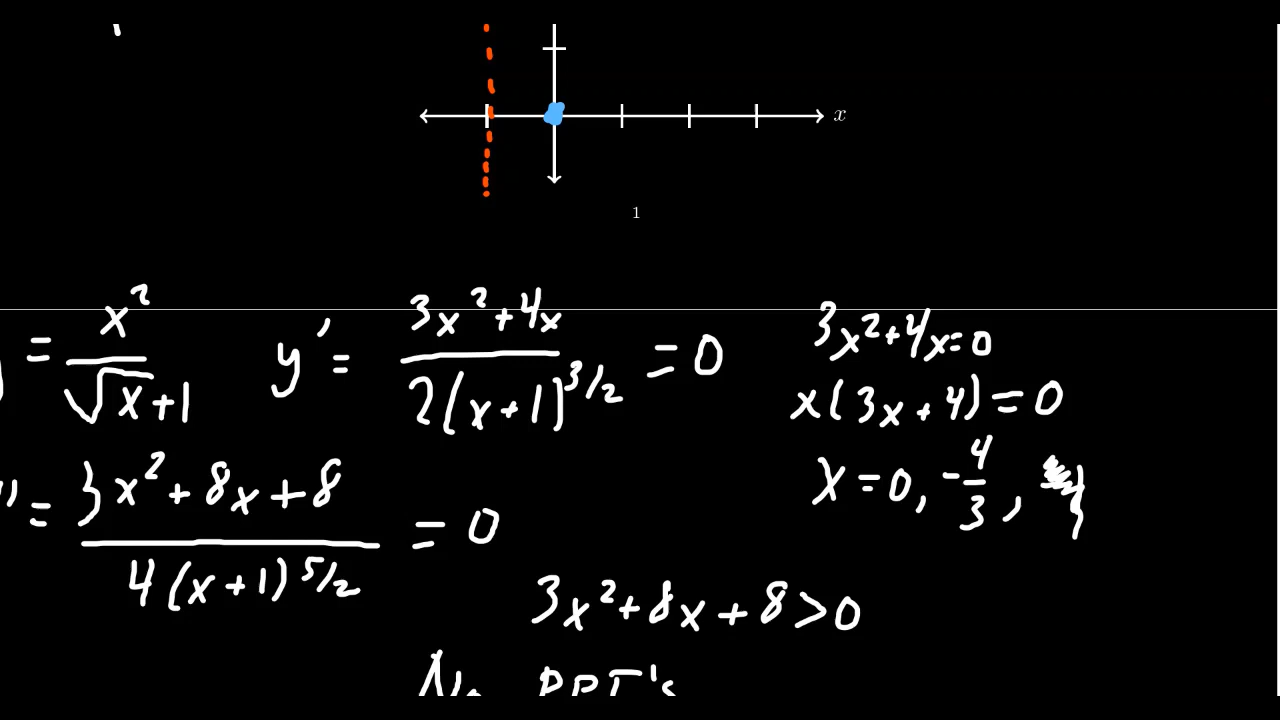 x
1
= x²/√x+1 y' = 3x²+4x/2(x+1)^3/2 = 0 3x²+4x=0
x(3x+4)=0
x=0, -4/3,
" = 3x²+8x+8/4(x+1)^5/2 = 0
3x²+8x+8>0